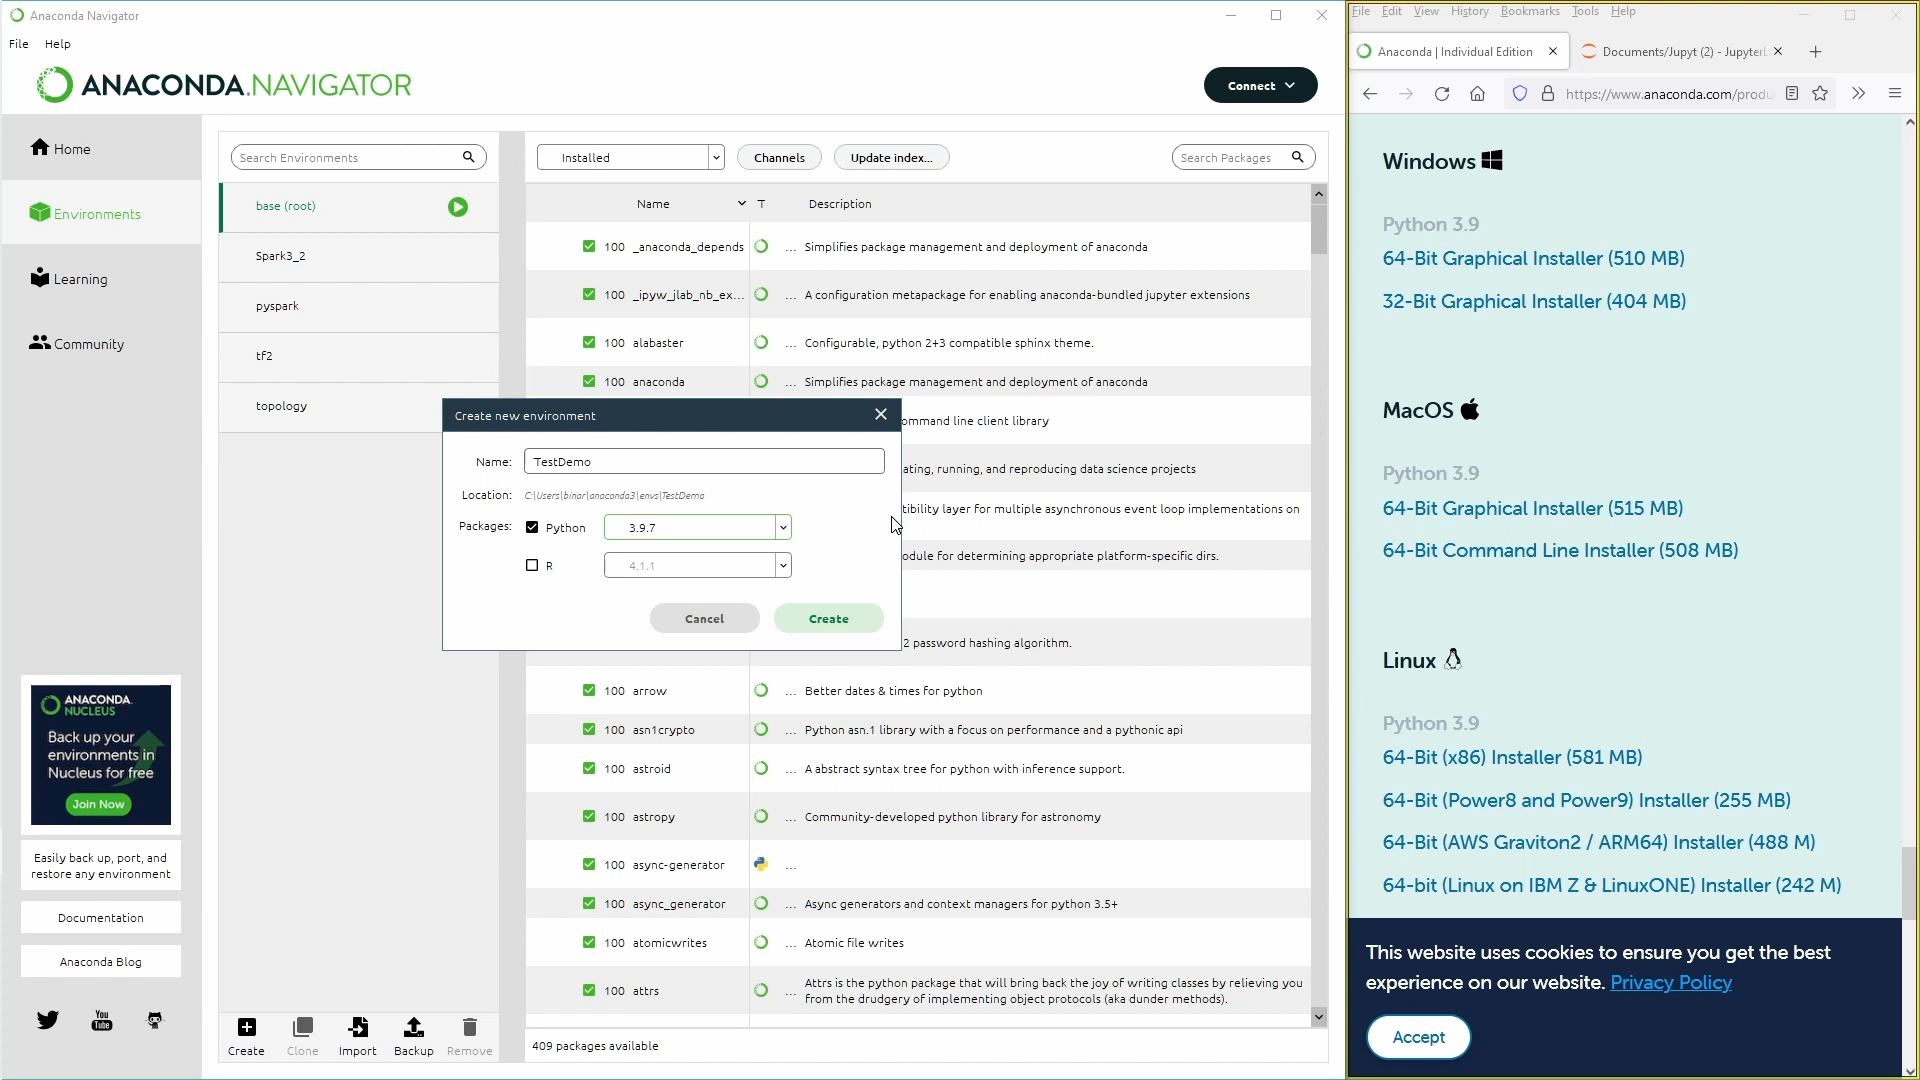 Anaconda Navigator
File Help
ANACONDA.NAVIGATOR
Connect
Home
Environments
Learning
Community
ANACONDA.
NUCLEUS
Back up your
environments in
Nucleus for free
Join Now
Easily back up, port, and
restore any environment
Documentation
Anaconda Blog
You
Tube
Search Environments
base (root)
Spark3_2
pyspark
tf2
topology
Create Clone Import Backup Remove
Installed
Channels
Update index...
Search Packages
Name T Description
100 _anaconda_depends ... Simplifies package management and deployment of anaconda
100 _ipyw_jlab_nb_ex... ... A configuration metapackage for enabling anaconda-bundled jupyter extensions
100 alabaster ... Configurable, python 2+3 compatible sphinx theme.
100 anaconda ... Simplifies package management and deployment of anaconda
ommand line client library
ating, running, and reproducing data science projects
tibility layer for multiple asynchronous event loop implementations on
odule for determining appropriate platform-specific dirs.
2 password hashing algorithm.
100 arrow ... Better dates & times for python
100 asn1crypto ... Python asn.1 library with a focus on performance and a pythonic api
100 astroid ... A abstract syntax tree for python with inference support.
100 astropy ... Community-developed python library for astronomy
100 async-generator ...
100 async_generator ... Async generators and context managers for python 3.5+
100 atomicwrites ... Atomic file writes
100 attrs ... Attrs is the python package that will bring back the joy of writing classes by relieving you
from the drudgery of implementing object protocols (aka dunder methods).
409 packages available
Create new environment
Name: TestDemo
Location: C:\Users\binar\anaconda3\envs\TestDemo
Packages: Python 3.9.7
R 4.1.1
Cancel Create
File Edit View History Bookmarks Tools Help
Anaconda | Individual Edition
Documents/Jupyt (2) - JupyterL
https://www.anaconda.com/produ
Windows
Python 3.9
64-Bit Graphical Installer (510 MB)
32-Bit Graphical Installer (404 MB)
MacOS
Python 3.9
64-Bit Graphical Installer (515 MB)
64-Bit Command Line Installer (508 MB)
Linux
Python 3.9
64-Bit (x86) Installer (581 MB)
64-Bit (Power8 and Power9) Installer (255 MB)
64-Bit (AWS Graviton2 / ARM64) Installer (488 M)
64-bit (Linux on IBM Z & LinuxONE) Installer (242 M)
This website uses cookies to ensure you get the best
experience on our website. Privacy Policy
Accept